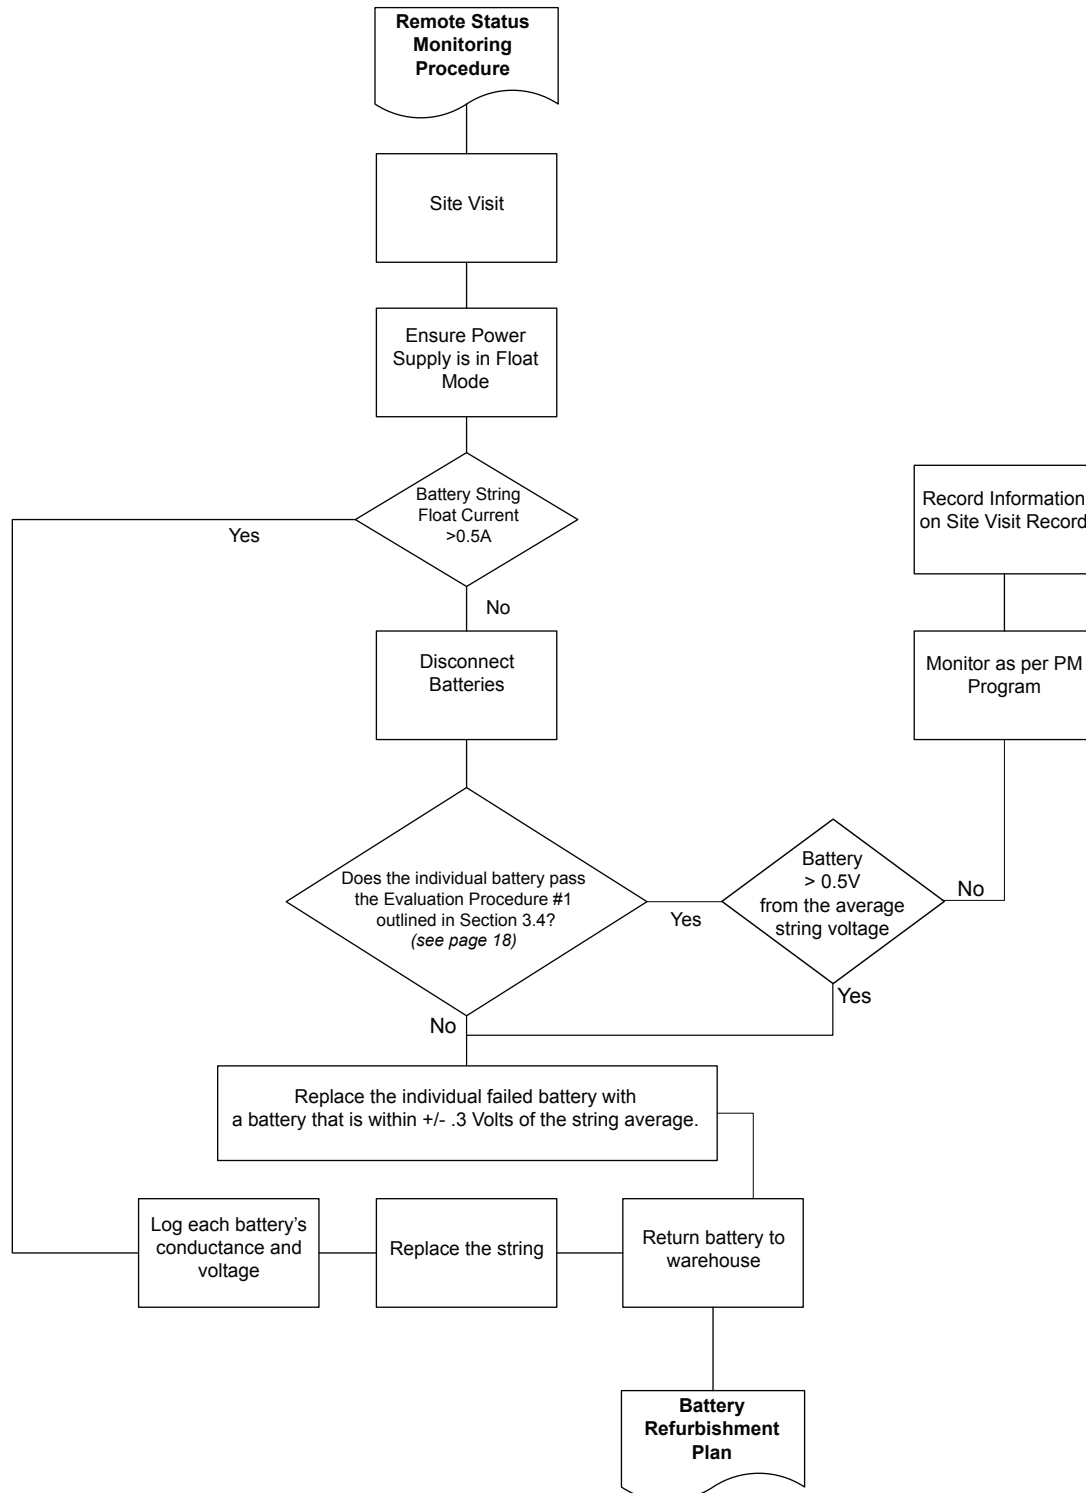 Remote Status
Monitoring
Procedure
Site Visit
Ensure Power
Supply is in Float
Mode
Battery String
Float Current
>0.5A
Yes
No
Record Information
on Site Visit Record
Disconnect
Batteries
Monitor as per PM
Program
Does the individual battery pass
the Evaluation Procedure #1
outlined in Section 3.4?
(see page 18)
Yes
Battery
> 0.5V
from the average
string voltage
No
Yes
No
Replace the individual failed battery with
a battery that is within +/- .3 Volts of the string average.
Log each battery’s
conductance and
voltage
Replace the string
Return battery to
warehouse
Battery
Refurbishment
Plan